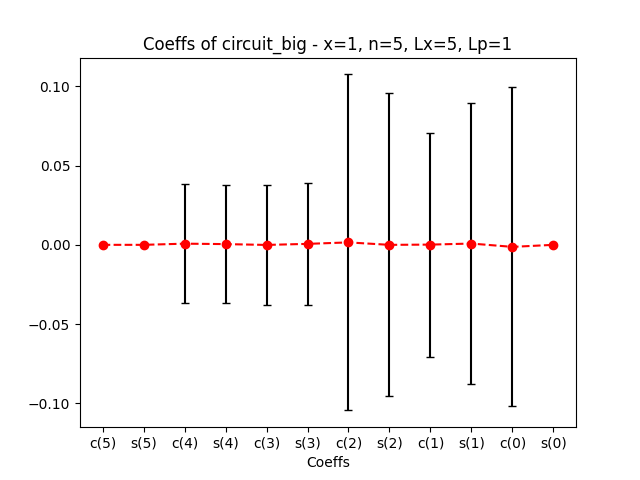 Coeffs of circuit_big - x=1, n=5, Lx=5, Lp=1
0.10
0.05
0.00
−0.05
−0.10
c(5) s(5) c(4) s(4) c(3) s(3) c(2) s(2) c(1) s(1) c(0) s(0)
Coeffs